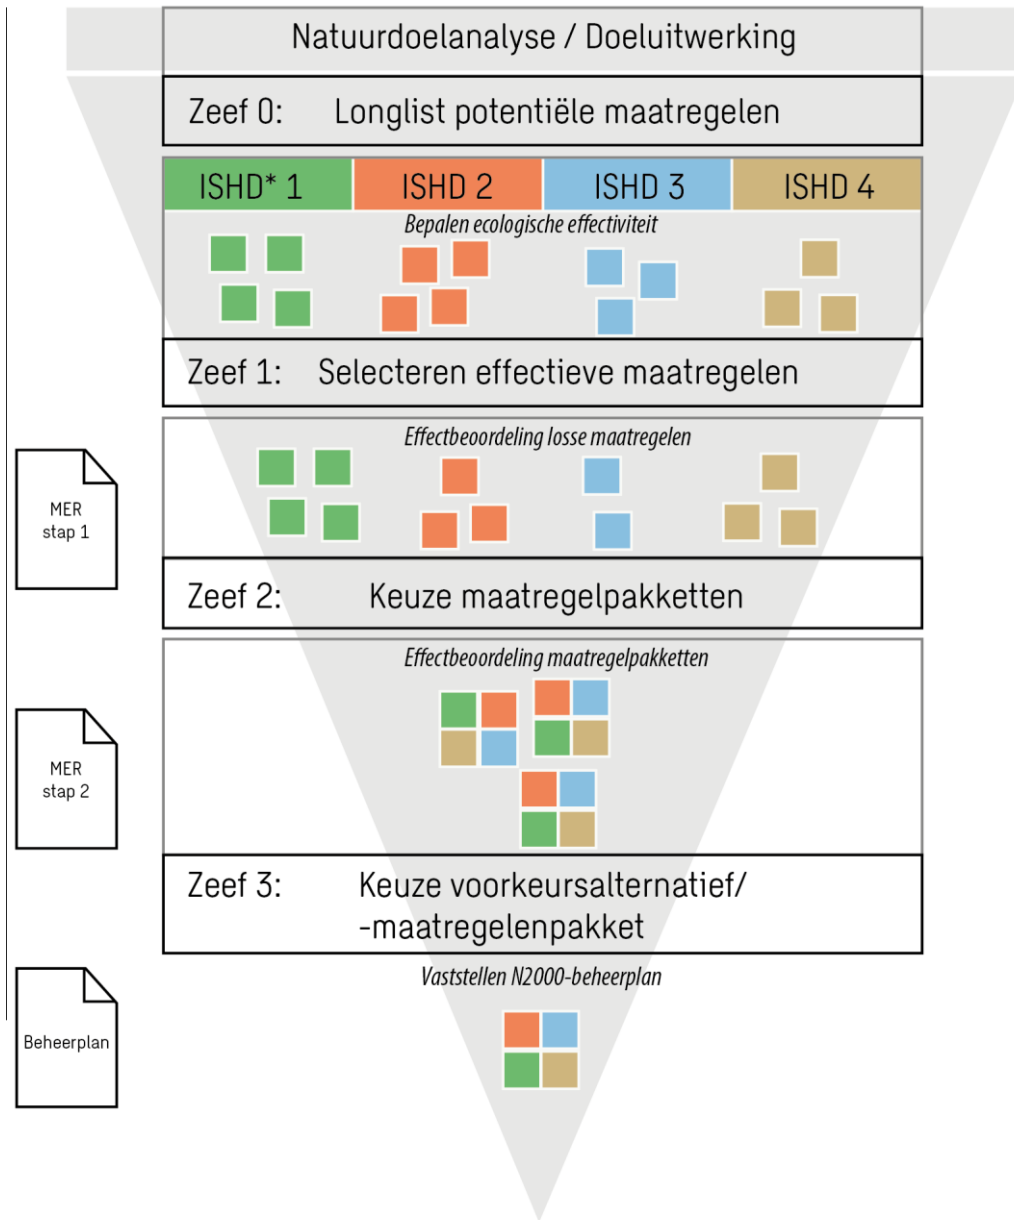 Natuurdoelanalyse / Doeluitwerking
Zeef 0: Longlist potentiële maatregelen
ISHD* 1 ISHD 2 ISHD 3 ISHD 4
Bepalen ecologische effectiviteit
Zeef 1: Selecteren effectieve maatregelen
Effectbeoordeling losse maatregelen
MER
stap 1
Zeef 2: Keuze maatregelpakketten
Effectbeoordeling maatregelpakketten
MER
stap 2
Zeef 3: Keuze voorkeursalternatief/
-maatregelenpakket
Vaststellen N2000-beheerplan
Beheerplan